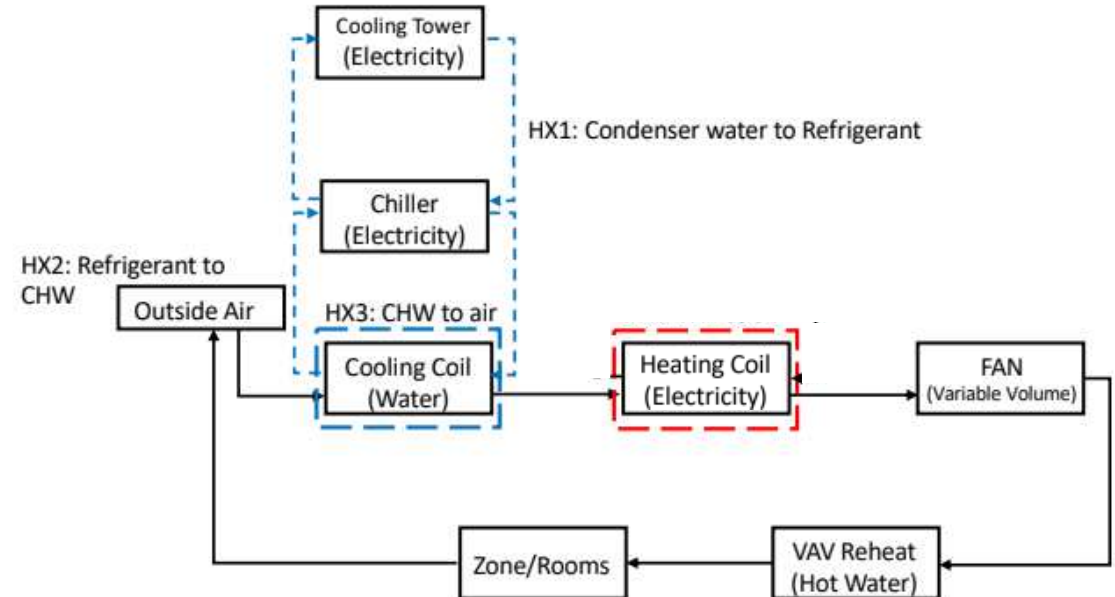 Cooling Tower
(Electricity)
HX1: Condenser water to Refrigerant
Chiller
(Electricity)
HX2: Refrigerant to
CHW
Outside Air
HX3: CHW to air
Cooling Coil
(Water)
Heating Coil
(Electricity)
FAN
(Variable Volume)
Zone/Rooms
VAV Reheat
(Hot Water)